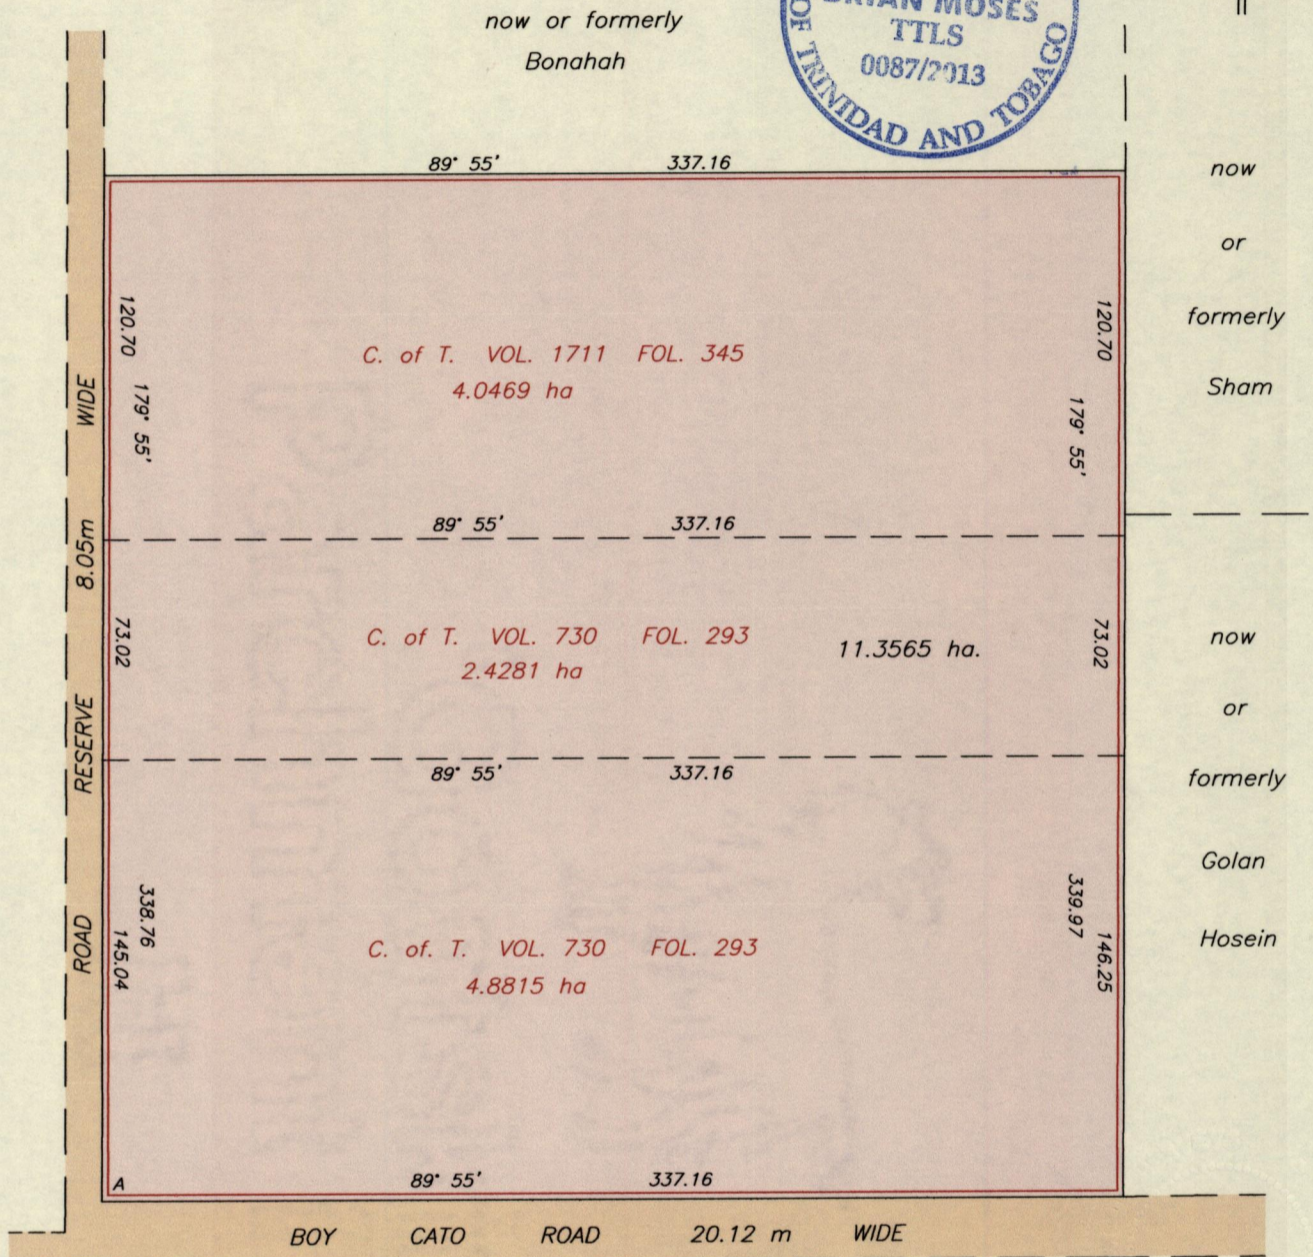 now or formerly
Bonahah
BRIAN MOSES
TTLS
0087/2013
OF TRINIDAD AND TOBAGO
89° 55' 337.16
now
or
formerly
Sham
120.70 179° 55'
C. of T. VOL. 1711 FOL. 345
4.0469 ha
120.70
179° 55'
89° 55' 337.16
73.02
C. of T. VOL. 730 FOL. 293
2.4281 ha
11.3565 ha.
73.02
now
or
formerly
Golan
Hosein
89° 55' 337.16
338.76
145.04
C. of. T. VOL. 730 FOL. 293
4.8815 ha
339.97
146.25
ROAD RESERVE 8.05m WIDE
A
89° 55' 337.16
BOY CATO ROAD 20.12 m WIDE